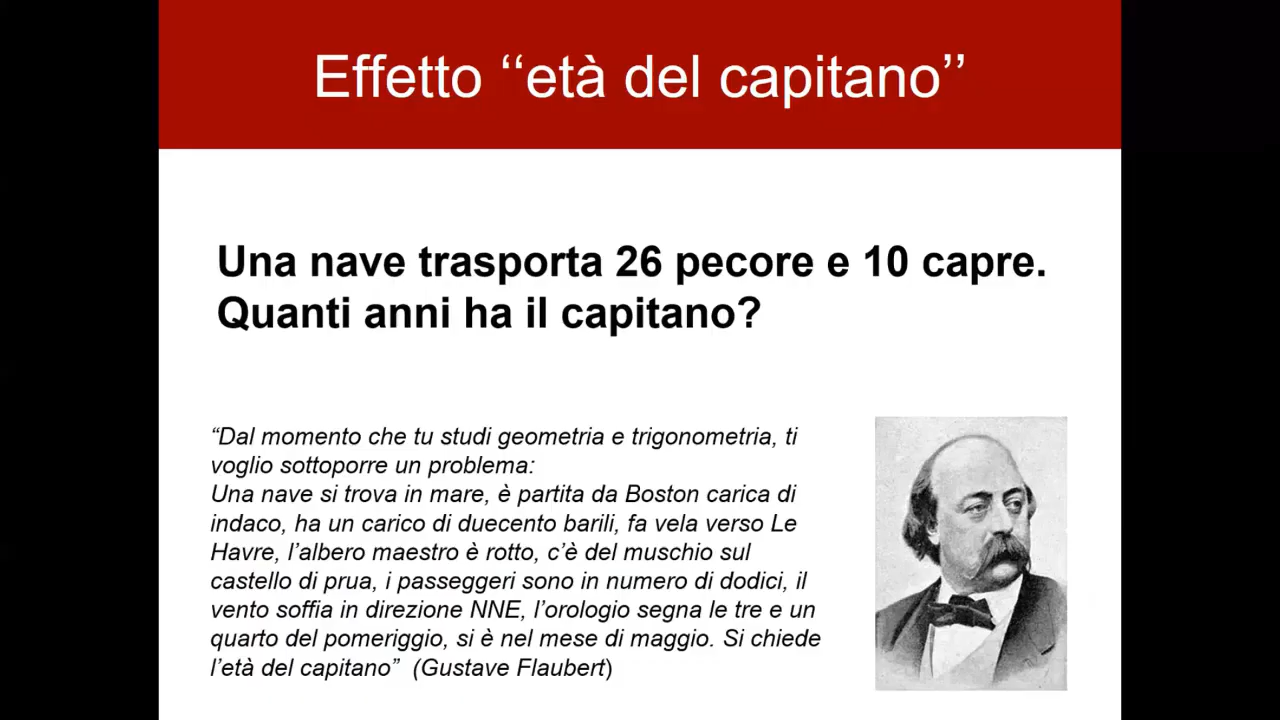 Effetto ‘‘età del capitano’’
Una nave trasporta 26 pecore e 10 capre.
Quanti anni ha il capitano?
“Dal momento che tu studi geometria e trigonometria, ti
voglio sottoporre un problema:
Una nave si trova in mare, è partita da Boston carica di
indaco, ha un carico di duecento barili, fa vela verso Le
Havre, l’albero maestro è rotto, c’è del muschio sul
castello di prua, i passeggeri sono in numero di dodici, il
vento soffia in direzione NNE, l’orologio segna le tre e un
quarto del pomeriggio, si è nel mese di maggio. Si chiede
l’età del capitano” (Gustave Flaubert)